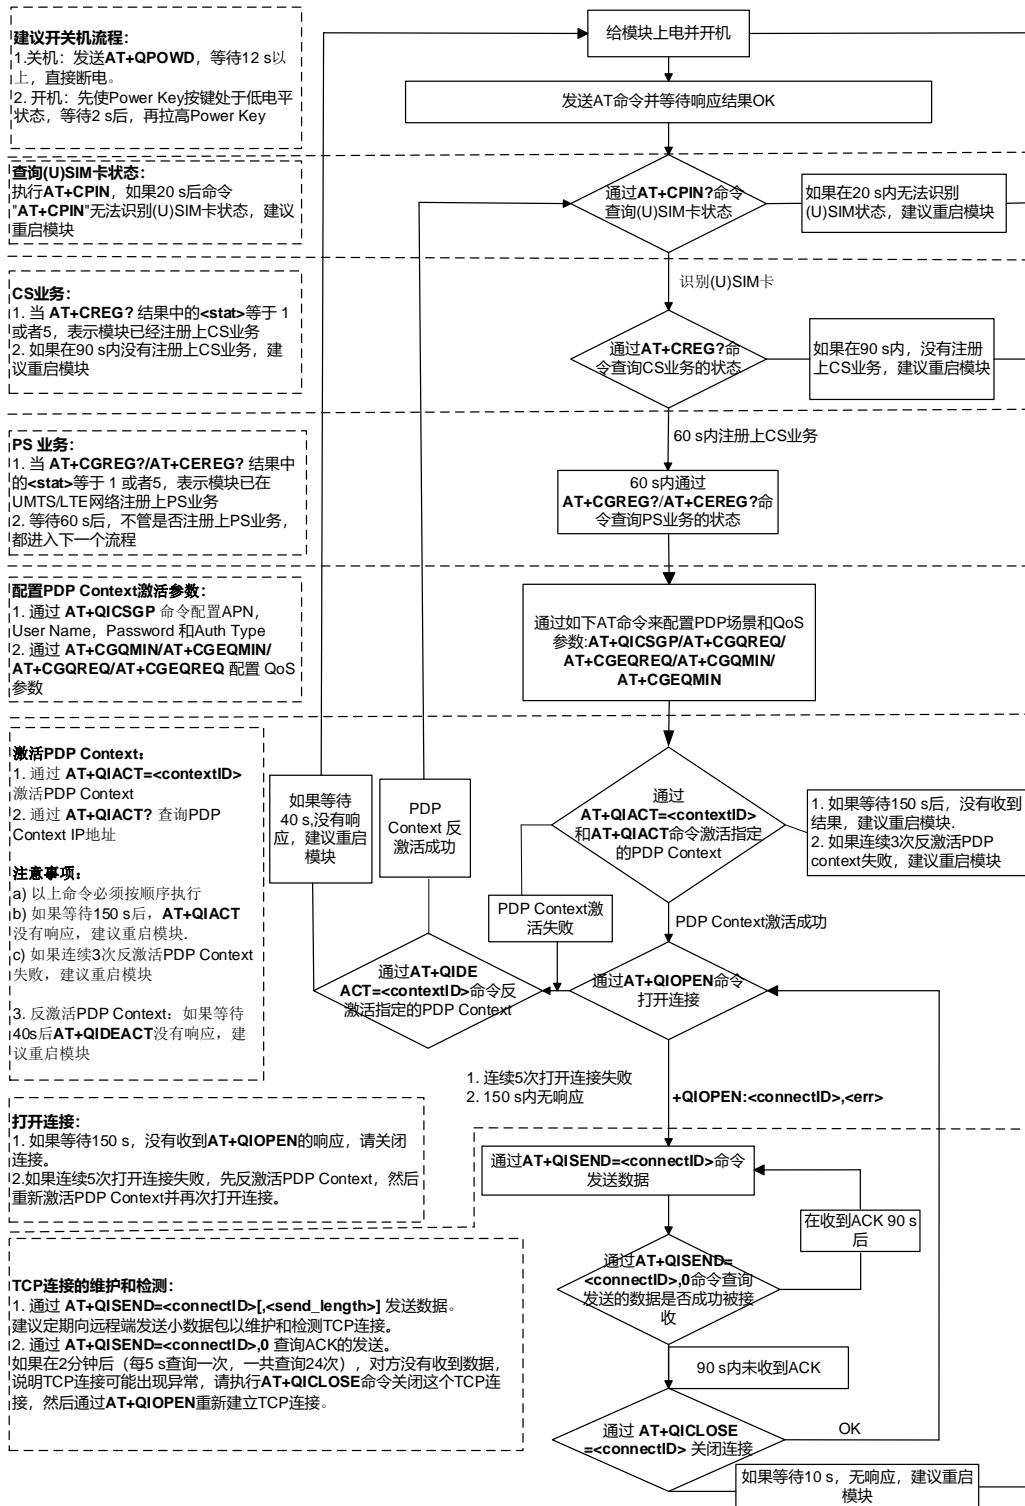 建议开关机流程：
1.关机：发送AT+QPOWD，等待12 s以
上，直接断电。
2. 开机：先使Power Key按键处于低电平
状态，等待2 s后，再拉高Power Key
给模块上电并开机
发送AT命令并等待响应结果OK
查询(U)SIM卡状态：
执行AT+CPIN，如果20 s后命令
"AT+CPIN"无法识别(U)SIM卡状态，建议
重启模块
通过AT+CPIN?命令
查询(U)SIM卡状态
如果在20 s内无法识别
(U)SIM状态，建议重启模块
识别(U)SIM卡
CS业务：
1. 当 AT+CREG? 结果中的<stat>等于 1
或者5，表示模块已经注册上CS业务
2. 如果在90 s内没有注册上CS业务，建
议重启模块
通过AT+CREG?命
令查询CS业务的状态
如果在90 s内，没有注册
上CS业务，建议重启模块
60 s内注册上CS业务
PS 业务：
1. 当 AT+CGREG?/AT+CEREG? 结果中
的<stat>等于 1 或者5，表示模块已在
UMTS/LTE网络注册上PS业务
2. 等待60 s后，不管是否注册上PS业务，
都进入下一个流程
60 s内通过
AT+CGREG?/AT+CEREG?命
令查询PS业务的状态
配置PDP Context激活参数：
1. 通过 AT+QICSGP 命令配置APN，
User Name，Password 和Auth Type
2. 通过 AT+CGQMIN/AT+CGEQMIN/
AT+CGQREQ/AT+CGEQREQ 配置 QoS
参数
通过如下AT命令来配置PDP场景和QoS
参数:AT+QICSGP/AT+CGQREQ/
AT+CGEQREQ/AT+CGQMIN/
AT+CGEQMIN
激活PDP Context：
1. 通过 AT+QIACT=<contextID>
激活PDP Context
2. 通过 AT+QIACT? 查询PDP
Context IP地址
注意事项：
a) 以上命令必须按顺序执行
b) 如果等待150 s后，AT+QIACT
没有响应，建议重启模块.
c) 如果连续3次反激活PDP Context
失败，建议重启模块
3. 反激活PDP Context：如果等待
40s后AT+QIDEACT没有响应，建
议重启模块
如果等待
40 s,没有响
应，建议重启
模块
PDP
Context 反
激活成功
通过
AT+QIACT=<contextID>
和AT+QIACT命令激活指定
的PDP Context
1. 如果等待150 s后，没有收到
结果，建议重启模块.
2. 如果连续3次反激活PDP
context失败，建议重启模块
PDP Context激
活失败
PDP Context激活成功
通过AT+QIDE
ACT=<contextID>命令反
激活指定的PDP Context
通过AT+QIOPEN命令
打开连接
1. 连续5次打开连接失败
2. 150 s内无响应
+QIOPEN:<connectID>,<err>
打开连接：
1. 如果等待150 s，没有收到AT+QIOPEN的响应，请关闭
连接。
2.如果连续5次打开连接失败，先反激活PDP Context，然后
重新激活PDP Context并再次打开连接。
通过AT+QISEND=<connectID>命令
发送数据
在收到ACK 90 s
后
通过AT+QISEND=
<connectID>,0命令查询
发送的数据是否成功被接
收
TCP连接的维护和检测：
1. 通过 AT+QISEND=<connectID>[,<send_length>] 发送数据。
建议定期向远程端发送小数据包以维护和检测TCP连接。
2. 通过 AT+QISEND=<connectID>,0 查询ACK的发送。
如果在2分钟后（每5 s查询一次，一共查询24次），对方没有收到数据，
说明TCP连接可能出现异常，请执行AT+QICLOSE命令关闭这个TCP连
接，然后通过AT+QIOPEN重新建立TCP连接。
90 s内未收到ACK
通过 AT+QICLOSE
=<connectID> 关闭连接
OK
如果等待10 s，无响应，建议重启
模块